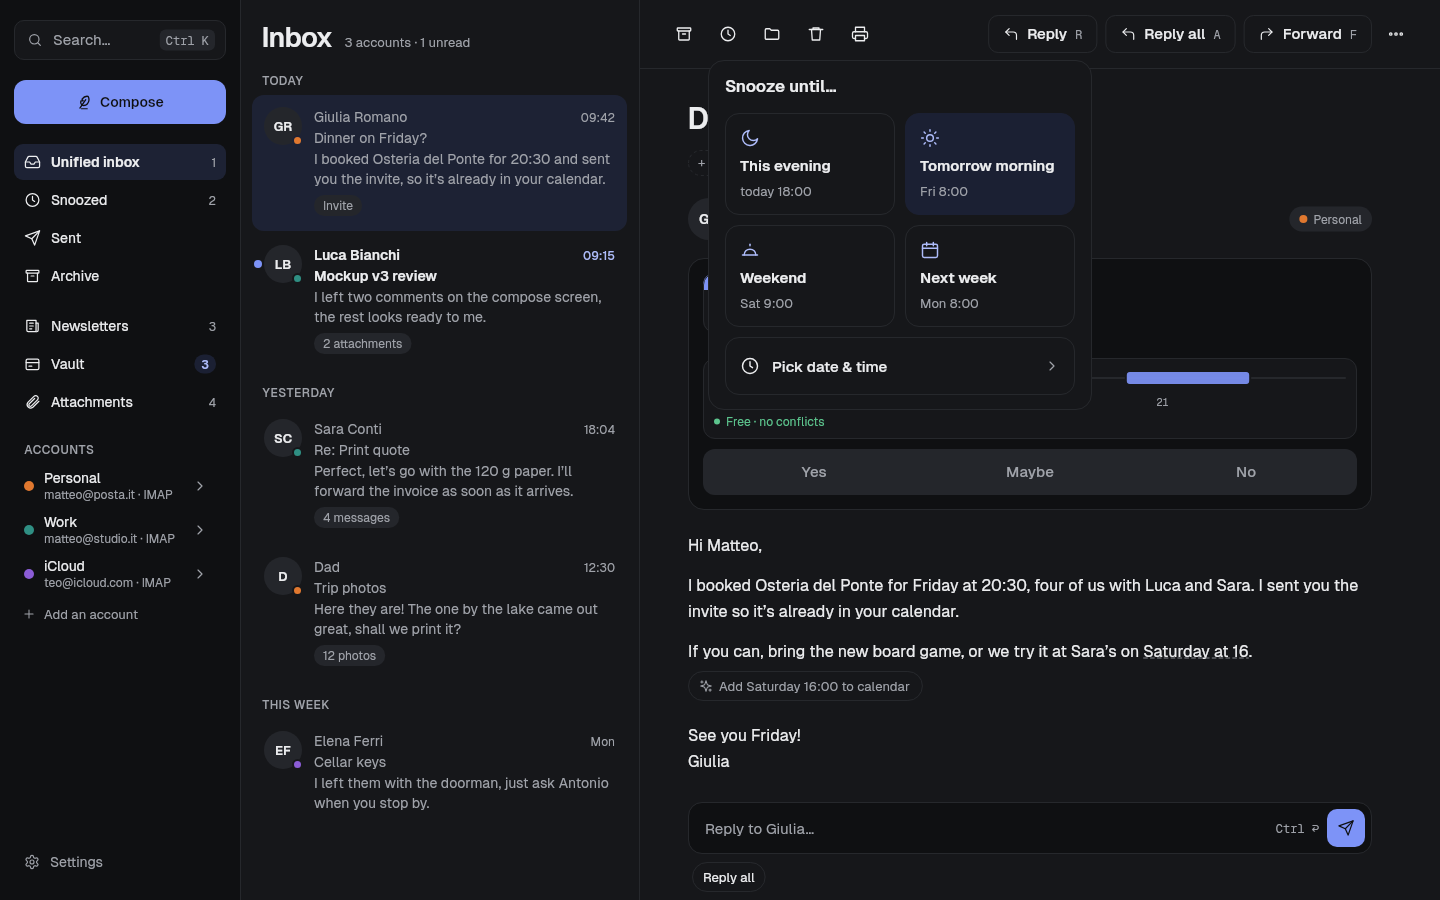 Search...
Ctrl K
Compose
Unified inbox 1
Snoozed 2
Sent
Archive
Newsletters 3
Vault 3
Attachments 4
ACCOUNTS
Personal
matteo@posta.it · IMAP
Work
matteo@studio.it · IMAP
iCloud
teo@icloud.com · IMAP
+ Add an account
Settings
Inbox 3 accounts · 1 unread
TODAY
GR
Giulia Romano 09:42
Dinner on Friday?
I booked Osteria del Ponte for 20:30 and sent
you the invite, so it’s already in your calendar.
Invite
LB
Luca Bianchi 09:15
Mockup v3 review
I left two comments on the compose screen,
the rest looks ready to me.
2 attachments
YESTERDAY
SC
Sara Conti 18:04
Re: Print quote
Perfect, let’s go with the 120 g paper. I’ll
forward the invoice as soon as it arrives.
4 messages
D
Dad 12:30
Trip photos
Here they are! The one by the lake came out
great, shall we print it?
12 photos
THIS WEEK
EF
Elena Ferri Mon
Cellar keys
I left them with the doorman, just ask Antonio
when you stop by.
Reply R
Reply all A
Forward F
D
+
G
Personal
Snooze until...
This evening
today 18:00
Tomorrow morning
Fri 8:00
Weekend
Sat 9:00
Next week
Mon 8:00
Pick date & time
21
Free · no conflicts
Yes Maybe No
Hi Matteo,
I booked Osteria del Ponte for Friday at 20:30, four of us with Luca and Sara. I sent you the
invite so it’s already in your calendar.
If you can, bring the new board game, or we try it at Sara’s on Saturday at 16.
Add Saturday 16:00 to calendar
See you Friday!
Giulia
Reply to Giulia...
Ctrl
Reply all